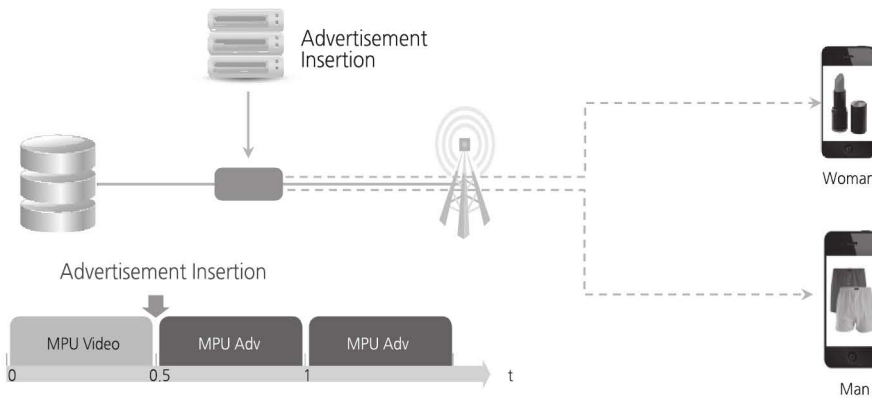 Advertisement
Insertion
Woman
Advertisement Insertion
MPU Video
MPU Adv
MPU Adv
0
0.5
1
t
Man